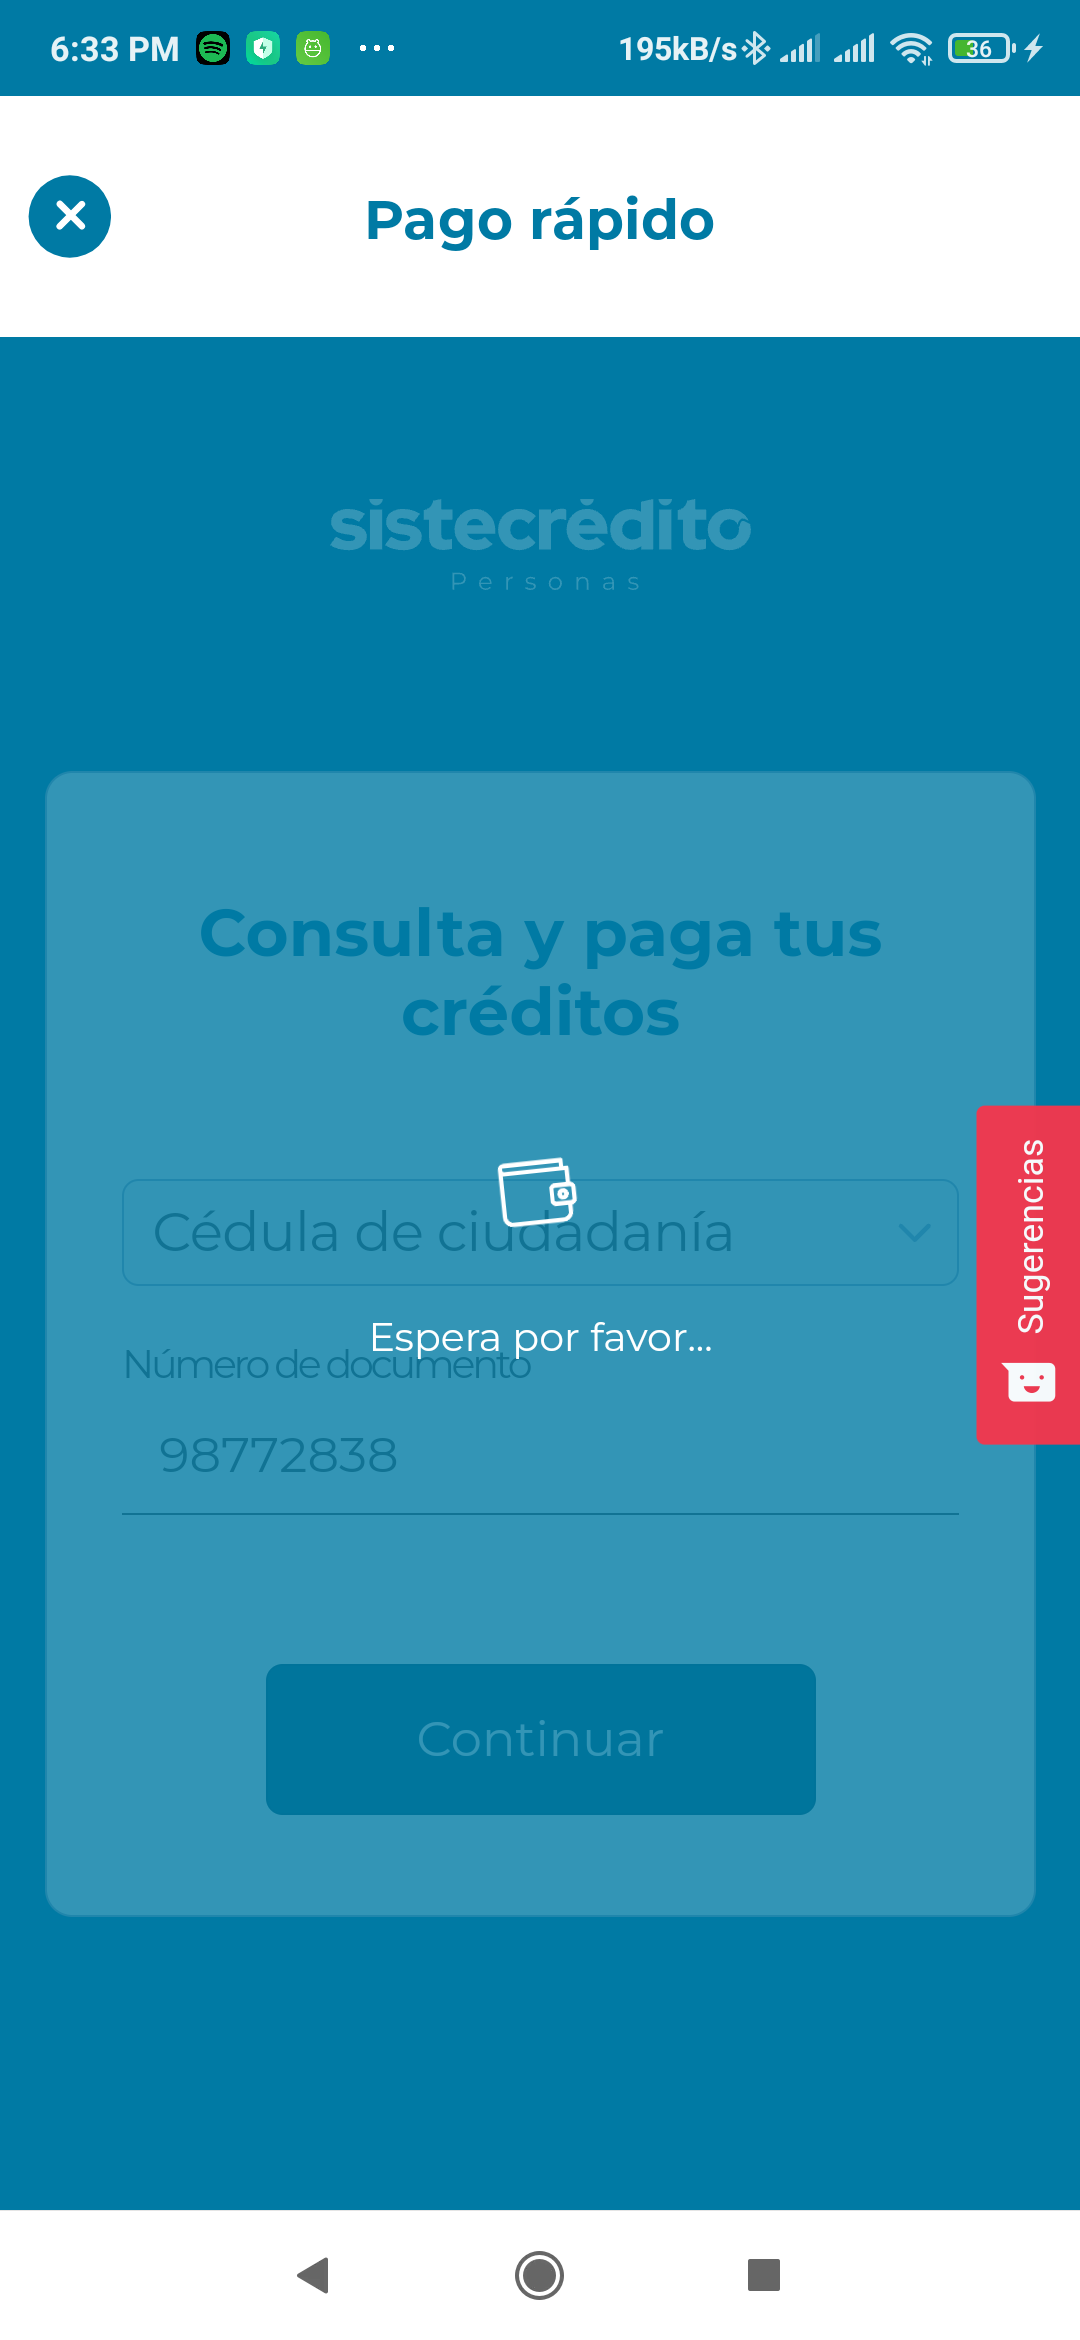 6:33 PM
195kB/s
36
Pago rápido
sistecrédito
Personas
Consulta y paga tus
créditos
Cédula de ciudadanía
Espera por favor...
Número de documento
98772838
Continuar
Sugerencias